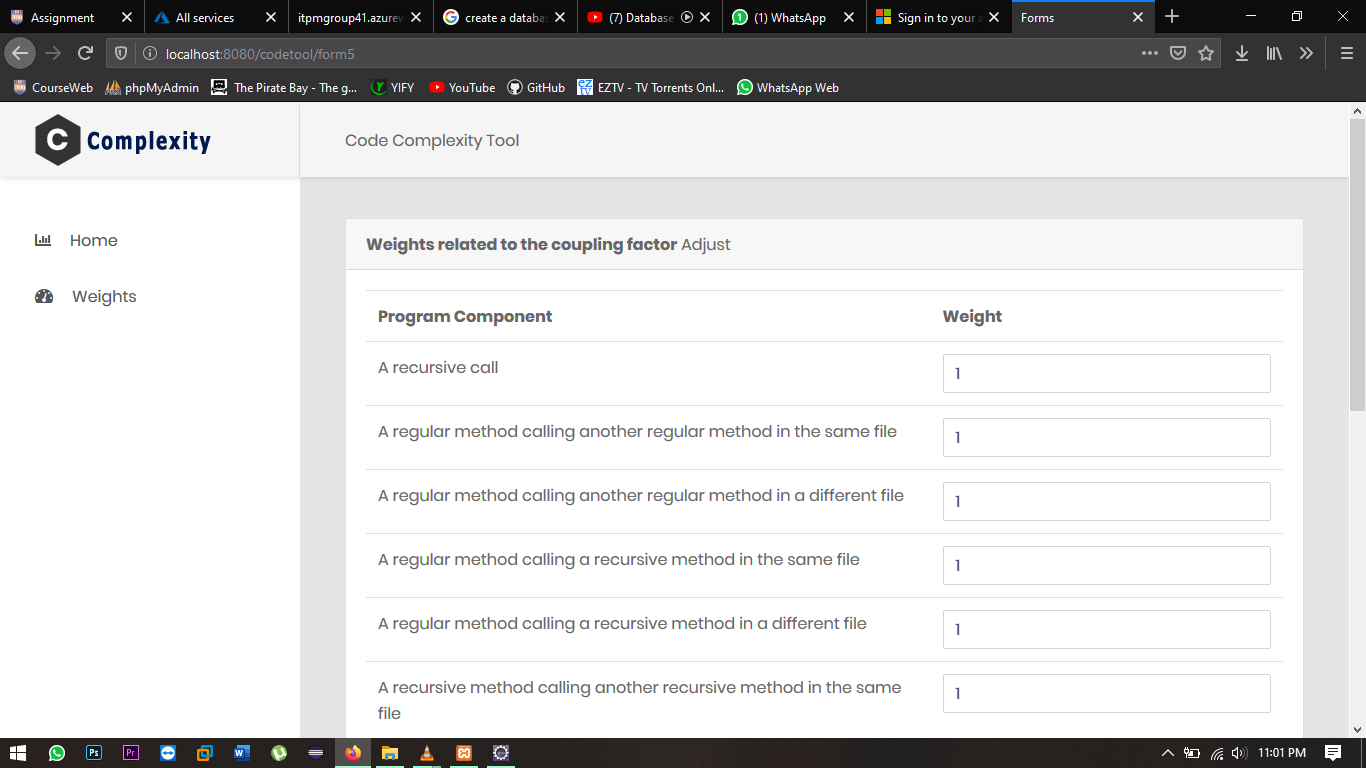 Assignment
All services
itpmgroup41.azurew
create a databas
(7) Database
(1) WhatsApp
Sign in to your a
Forms
localhost:8080/codetool/form5
CourseWeb
phpMyAdmin
The Pirate Bay - The g...
YIFY
YouTube
GitHub
EZTV - TV Torrents Onl...
WhatsApp Web
C Complexity
Code Complexity Tool
Home
Weights
Weights related to the coupling factor Adjust
Program Component Weight
A recursive call 1
A regular method calling another regular method in the same file 1
A regular method calling another regular method in a different file 1
A regular method calling a recursive method in the same file 1
A regular method calling a recursive method in a different file 1
A recursive method calling another recursive method in the same 1
file
Ps
Pr
11:01 PM